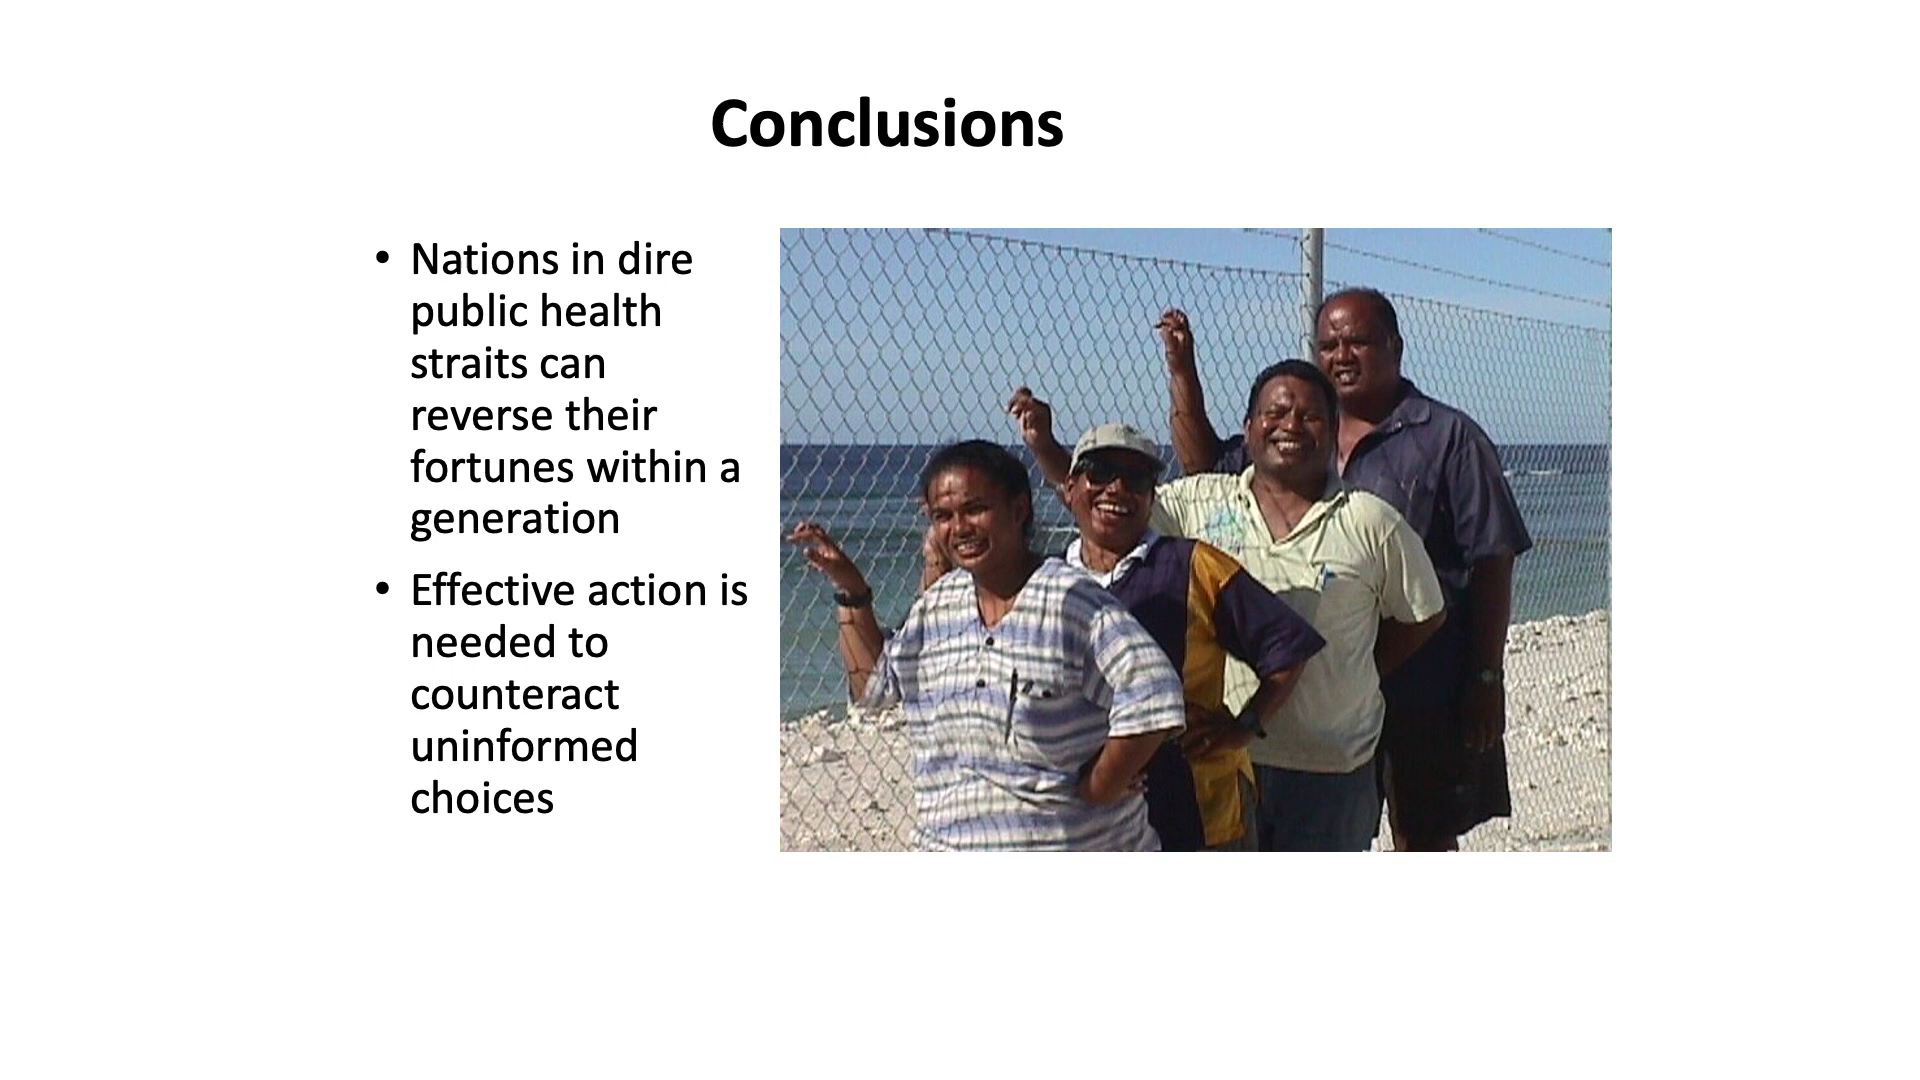 Conclusions
• Nations in dire
public health
straits can
reverse their
fortunes within a
generation
• Effective action is
needed to
counteract
uninformed
choices